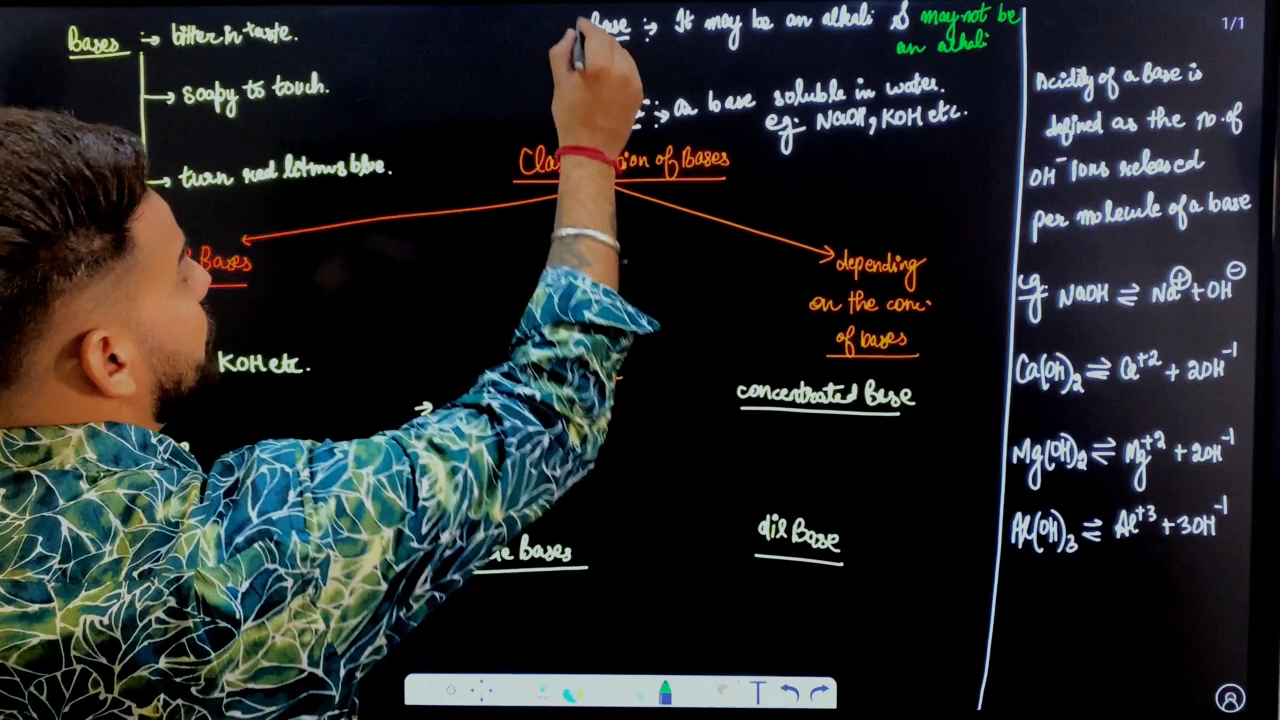 Bases → bitter in taste.
→ soapy to touch.
→ turn red litmus blue.
Base :→ It may be an alkali & may not be
an alkali
:→ a base soluble in water.
eg:- NaOH, KOH etc.
of Bases
Bases
KOH etc.
→
depending
on the conc.
of bases
concentrated Base
Bases
dil Base
1/1
Acidity of a Base is
defined as the no. of
OH⁻ ions released
per molecule of a base
eg: NaOH ⇌ Na⊕ + OH⊖
Ca(OH)₂ ⇌ Ca⁺² + 2OH⁻¹
Mg(OH)₂ ⇌ Mg⁺² + 2OH⁻¹
Al(OH)₃ ⇌ Al⁺³ + 3OH⁻¹
T